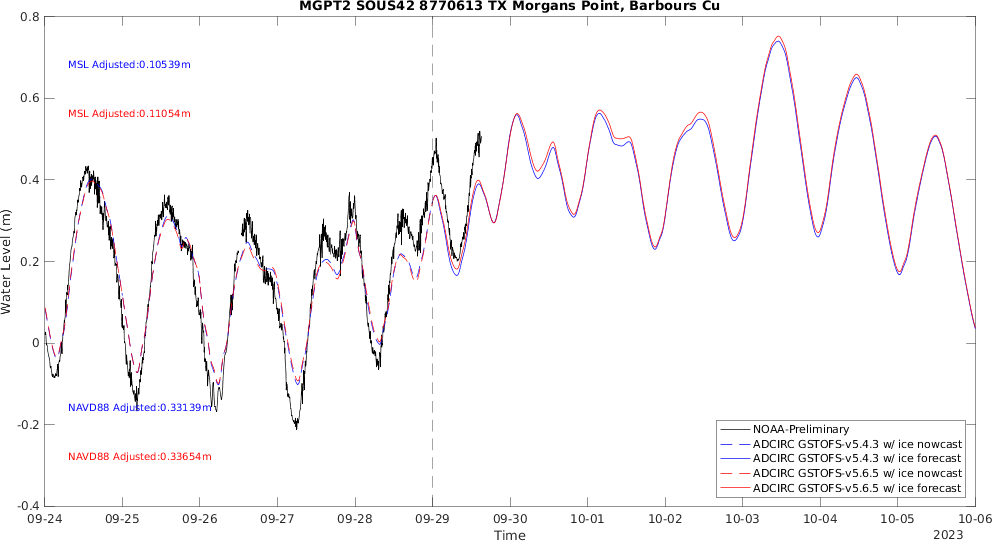 MGPT2 SOUS42 8770613 TX Morgans Point, Barbours Cu
0.8
0.6
0.4
0.2
0
-0.2
-0.4
Water Level (m)
MSL Adjusted:0.10539m
MSL Adjusted:0.11054m
NAVD88 Adjusted:0.33139m
NAVD88 Adjusted:0.33654m
NOAA-Preliminary
ADCIRC GSTOFS-v5.4.3 w/ ice nowcast
ADCIRC GSTOFS-v5.4.3 w/ ice forecast
ADCIRC GSTOFS-v5.6.5 w/ ice nowcast
ADCIRC GSTOFS-v5.6.5 w/ ice forecast
09-24 09-25 09-26 09-27 09-28 09-29 09-30 10-01 10-02 10-03 10-04 10-05 10-06
Time
2023